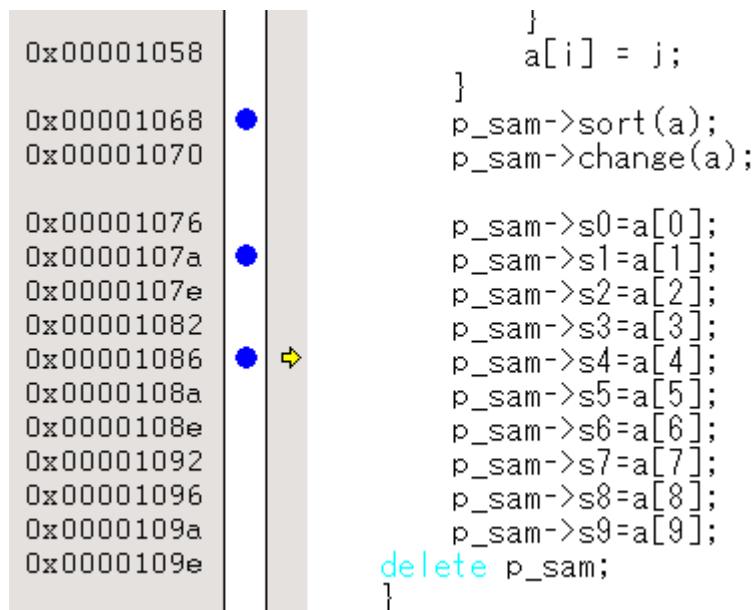 }
0x00001058 a[i] = j;
}
0x00001068 p_sam->sort(a);
0x00001070 p_sam->change(a);
0x00001076 p_sam->s0=a[0];
0x0000107a p_sam->s1=a[1];
0x0000107e p_sam->s2=a[2];
0x00001082 p_sam->s3=a[3];
0x00001086 p_sam->s4=a[4];
0x0000108a p_sam->s5=a[5];
0x0000108e p_sam->s6=a[6];
0x00001092 p_sam->s7=a[7];
0x00001096 p_sam->s8=a[8];
0x0000109a p_sam->s9=a[9];
0x0000109e delete p_sam;
}